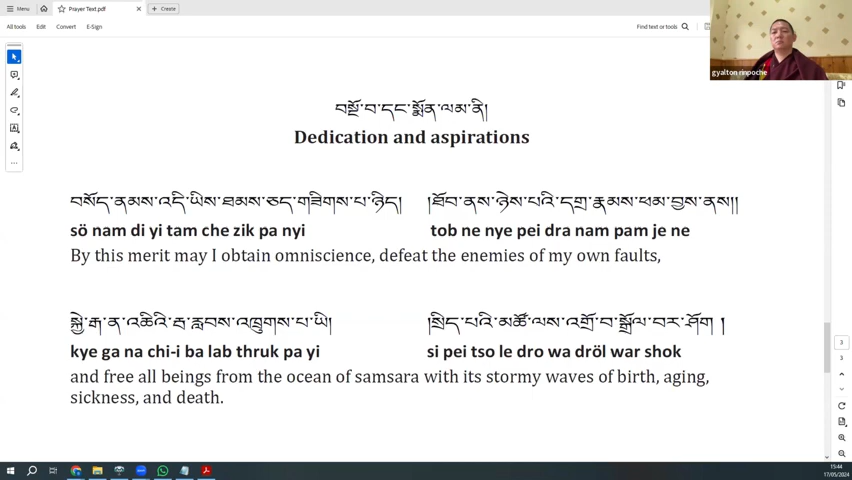 Menu
Prayer Text.pdf
Create
All tools Edit Convert E-Sign
Find text or tools
gyalton rinpoche
བསྔོ་བ་དང་སྨོན་ལམ་ནི།
Dedication and aspirations
བསོད་ནམས་འདི་ཡིས་ཐམས་ཅད་གཟིགས་པ་ཉིད། །ཐོབ་ནས་ཉེས་པའི་དགྲ་རྣམས་ཕམ་བྱས་ནས།།
sö nam di yi tam che zik pa nyi tob ne nye pei dra nam pam je ne
By this merit may I obtain omniscience, defeat the enemies of my own faults,
སྐྱེ་རྒ་ན་འཆིའི་རྦ་རླབས་འཁྲུགས་པ་ཡི། །སྲིད་པའི་མཚོ་ལས་འགྲོ་བ་སྒྲོལ་བར་ཤོག །
kye ga na chi-i ba lab thruk pa yi si pei tso le dro wa dröl war shok
and free all beings from the ocean of samsara with its stormy waves of birth, aging,
sickness, and death.
3
3
15:44
17/05/2024